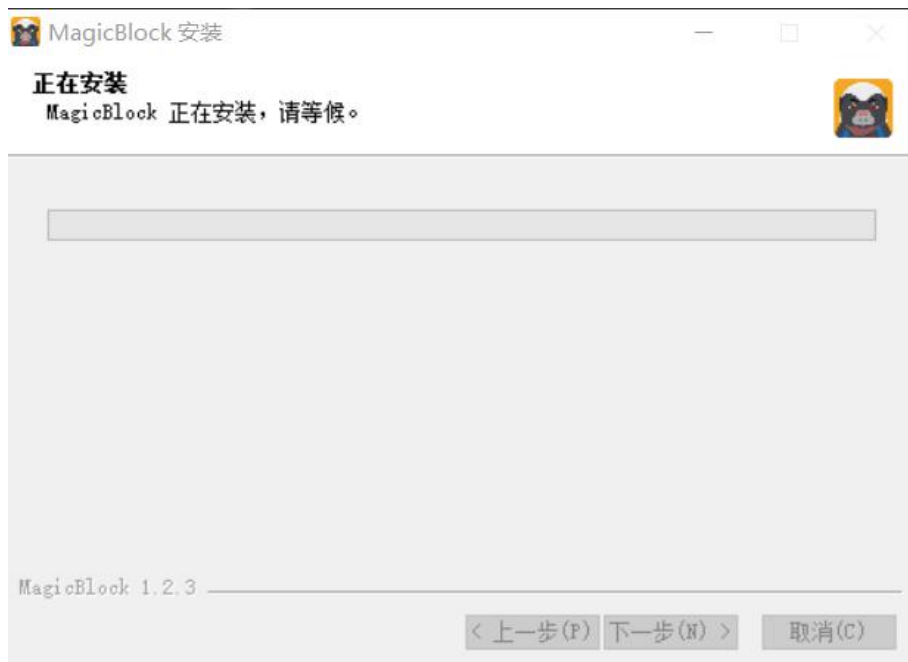 MagicBlock 安装
正在安装
MagicBlock 正在安装，请等候。
MagicBlock 1.2.3
< 上一步(P) 下一步(N) > 取消(C)